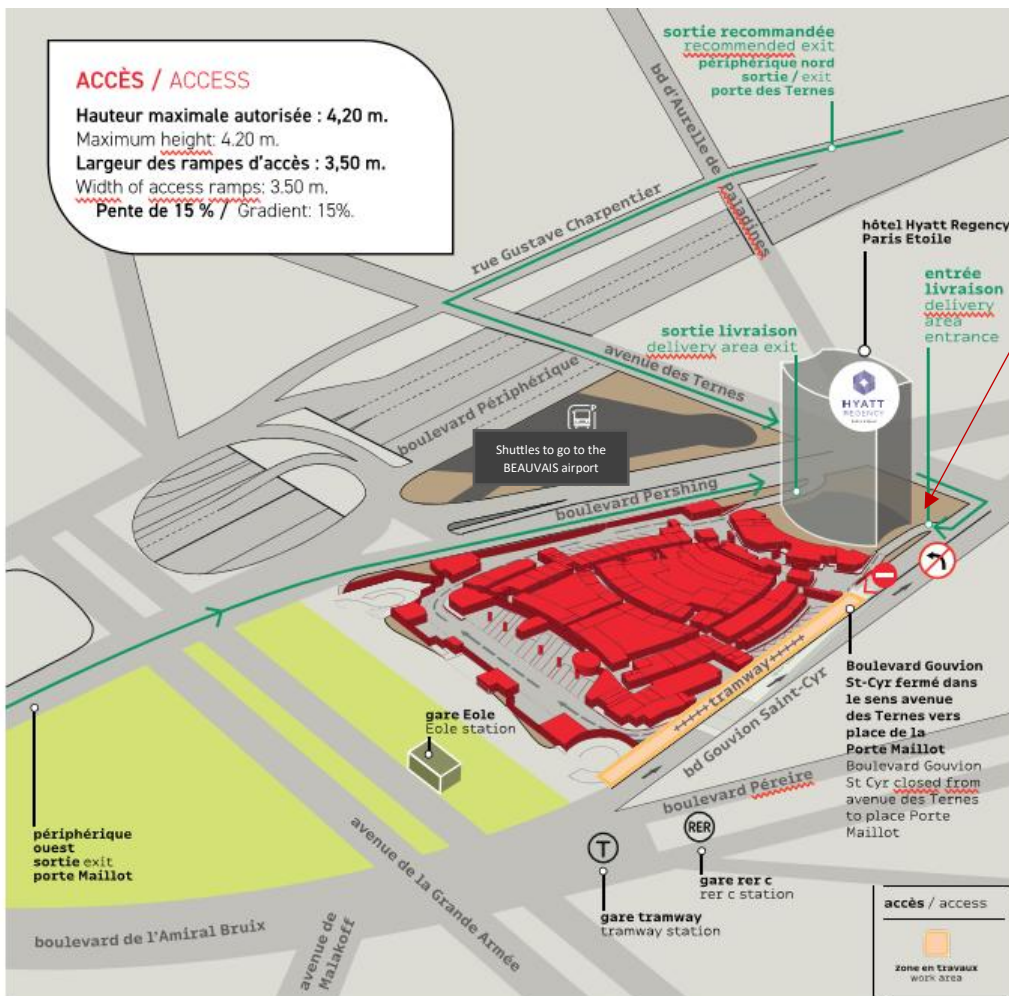 ACCÈS / ACCESS
Hauteur maximale autorisée : 4,20 m.
Maximum height: 4.20 m.
Largeur des rampes d'accès : 3,50 m.
Width of access ramps: 3.50 m.
Pente de 15 % / Gradient: 15%.
sortie recommandée
recommended exit
périphérique nord
sortie / exit
porte des Ternes
bd d'Aurelle de Paladines
rue Gustave Charpentier
hôtel Hyatt Regency
Paris Etoile
entrée
livraison
delivery
area
entrance
sortie livraison
delivery area exit
avenue des Ternes
boulevard Périphérique
HYATT
REGENCY
Shuttles to go to the
BEAUVAIS airport
boulevard Pershing
tramway
bd Gouvion Saint-Cyr
Boulevard Gouvion
St-Cyr fermé dans
le sens avenue
des Ternes vers
place de la
Porte Maillot
Boulevard Gouvion
St Cyr closed from
avenue des Ternes
to place Porte
Maillot
gare Eole
Eole station
boulevard Péreire
périphérique
ouest
sortie exit
porte Maillot
T
gare tramway
tramway station
RER
gare rer c
rer c station
avenue de la Grande Armée
boulevard de l'Amiral Bruix
avenue de
Malakoff
accès / access
zone en travaux
work area